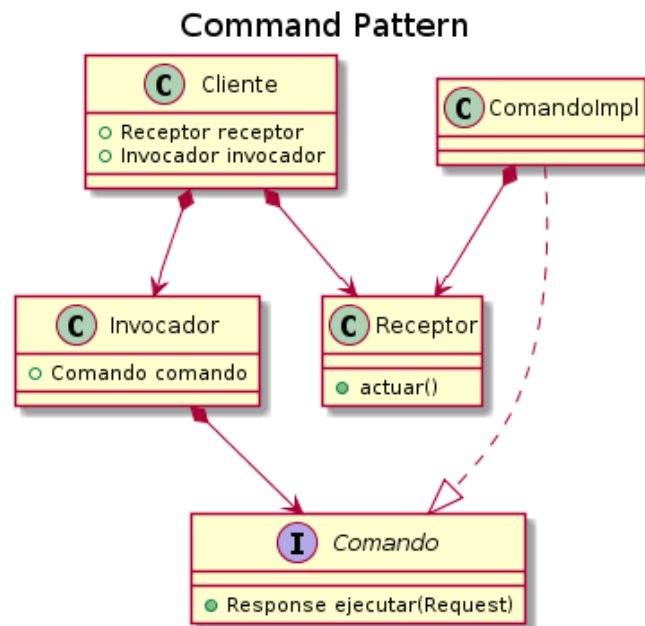 Command Pattern
C Cliente
Receptor receptor
Invocador invocador
C ComandoImpl
C Invocador
Comando comando
C Receptor
actuar()
I Comando
Response ejecutar(Request)